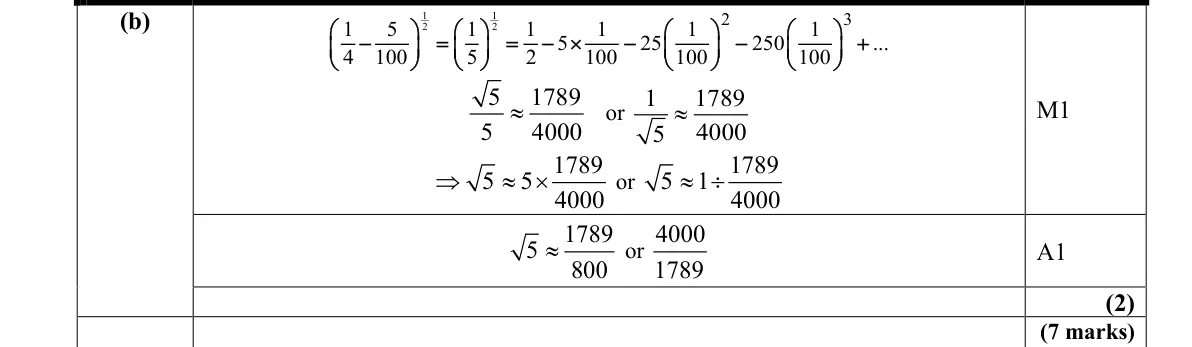 (b)
(1/4 − 5/100)^(1/2) = (1/5)^(1/2) = 1/2 − 5 × 1/100 − 25(1/100)^2 − 250(1/100)^3 + ...
√5/5 ≈ 1789/4000 or 1/√5 ≈ 1789/4000
M1
⇒ √5 ≈ 5 × 1789/4000 or √5 ≈ 1 ÷ 1789/4000
√5 ≈ 1789/800 or 4000/1789
A1
(2)
(7 marks)